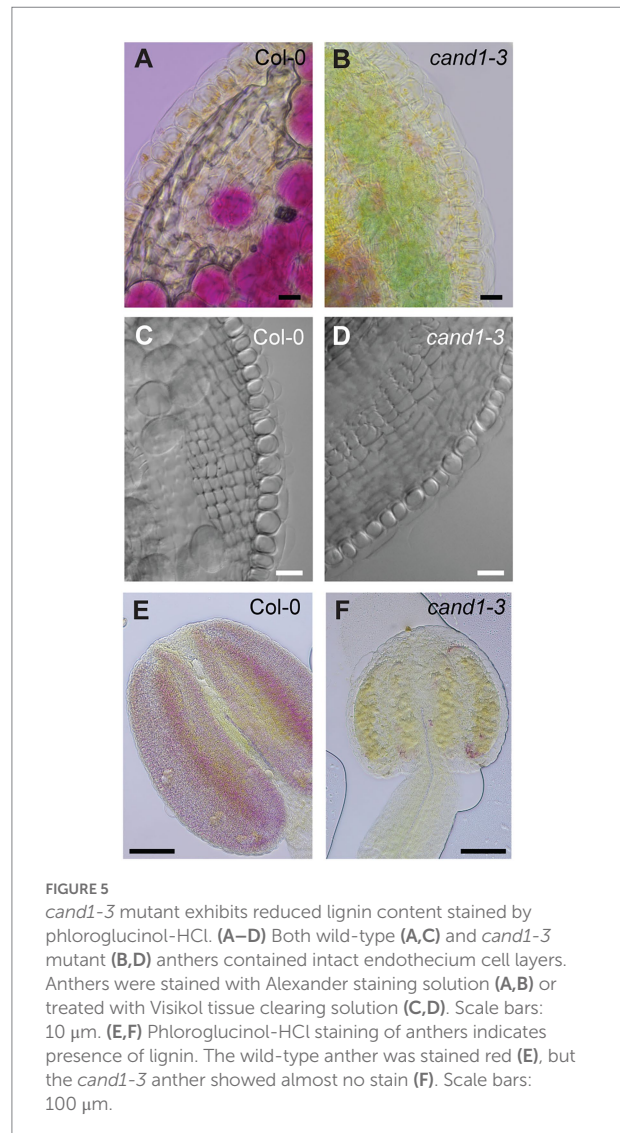 A Col-0
B cand1-3
C Col-0
D cand1-3
E Col-0
F cand1-3
FIGURE 5
cand1-3 mutant exhibits reduced lignin content stained by
phloroglucinol-HCl. (A–D) Both wild-type (A,C) and cand1-3
mutant (B,D) anthers contained intact endothecium cell layers.
Anthers were stained with Alexander staining solution (A,B) or
treated with Visikol tissue clearing solution (C,D). Scale bars:
10 μm. (E,F) Phloroglucinol-HCl staining of anthers indicates
presence of lignin. The wild-type anther was stained red (E), but
the cand1-3 anther showed almost no stain (F). Scale bars:
100 μm.